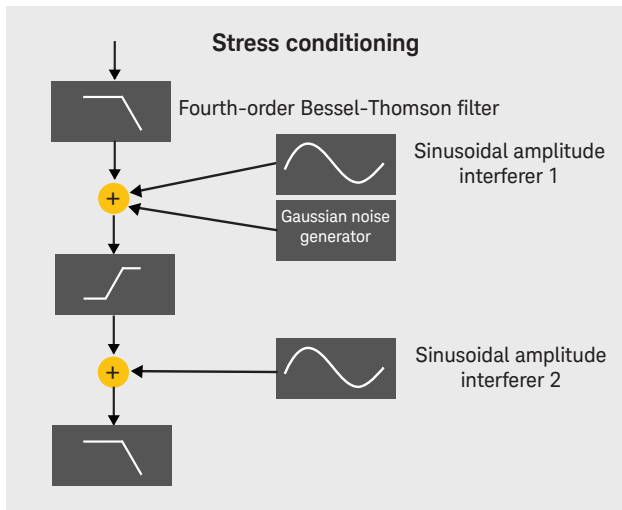 Stress conditioning
Fourth-order Bessel-Thomson filter
Sinusoidal amplitude
interferer 1
+
Gaussian noise
generator
+
Sinusoidal amplitude
interferer 2